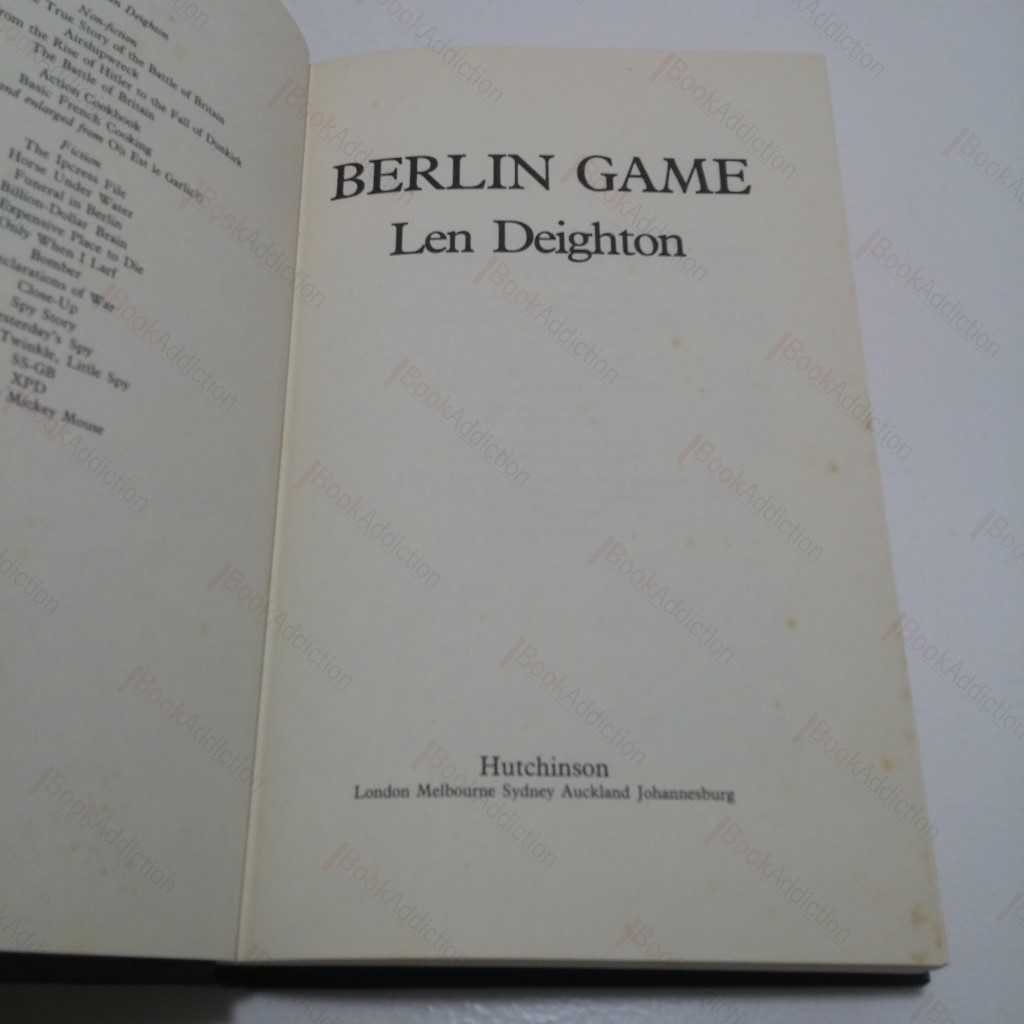 Len Deighton
Non-fiction
True Story of the Battle of Britain
Airshipwreck
from the Rise of Hitler to the Fall of Dunkirk
The Battle of Britain
Action Cookbook
Basic French Cooking
and enlarged from Où Est le Garlic
Fiction
The Ipcress File
Horse Under Water
Funeral in Berlin
Billion-Dollar Brain
Expensive Place to Die
Only When I Larf
Bomber
Declarations of War
Close-Up
Spy Story
Yesterday's Spy
Twinkle, Little Spy
SS-GB
XPD
Mickey Mouse
BERLIN GAME
Len Deighton
Hutchinson
London Melbourne Sydney Auckland Johannesburg
BookAddiction